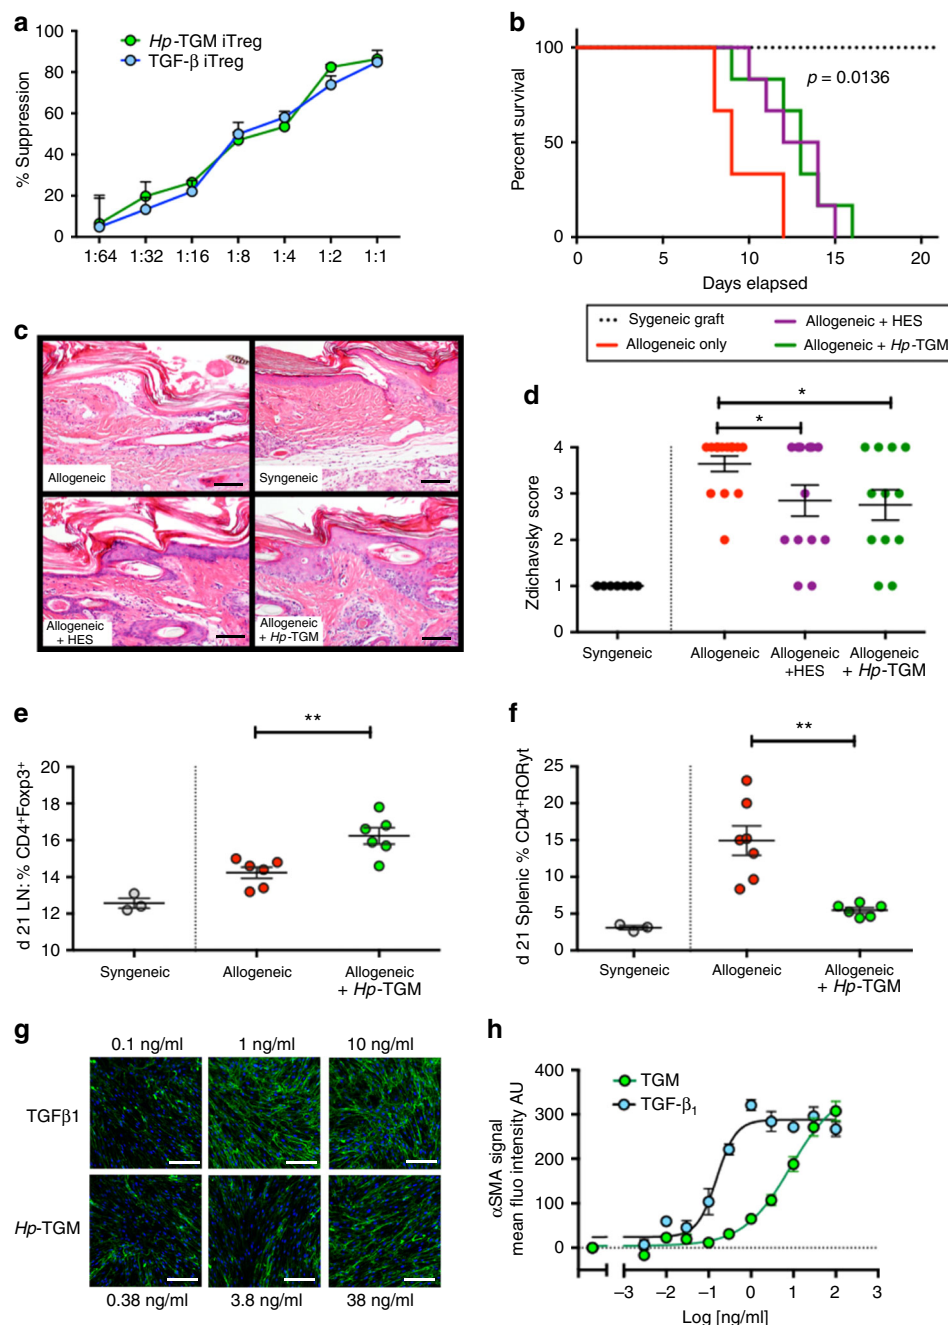 a
100
80
60
40
20
0
% Suppression
Hp-TGM iTreg
TGF-β iTreg
1:64 1:32 1:16 1:8 1:4 1:2 1:1
b
100
50
0
Percent survival
p = 0.0136
0 5 10 15 20
Days elapsed
Sygeneic graft
Allogeneic only
Allogeneic + HES
Allogeneic + Hp-TGM
c
Allogeneic
Syngeneic
Allogeneic
+ HES
Allogeneic
+ Hp-TGM
d
*
*
4
3
2
1
0
Zdichavsky score
Syngeneic
Allogeneic
Allogeneic
+HES
Allogeneic
+ Hp-TGM
e
**
20
18
16
14
12
10
d 21 LN: % CD4+Foxp3+
Syngeneic
Allogeneic
Allogeneic
+ Hp-TGM
f
**
25
20
15
10
5
0
d 21 Splenic % CD4+RORγt
Syngeneic
Allogeneic
Allogeneic
+ Hp-TGM
g
0.1 ng/ml 1 ng/ml 10 ng/ml
TGFβ1
Hp-TGM
0.38 ng/ml 3.8 ng/ml 38 ng/ml
h
400
300
200
100
0
αSMA signal
mean fluo intensity AU
TGM
TGF-β1
−3 −2 −1 0 1 2 3
Log [ng/ml]